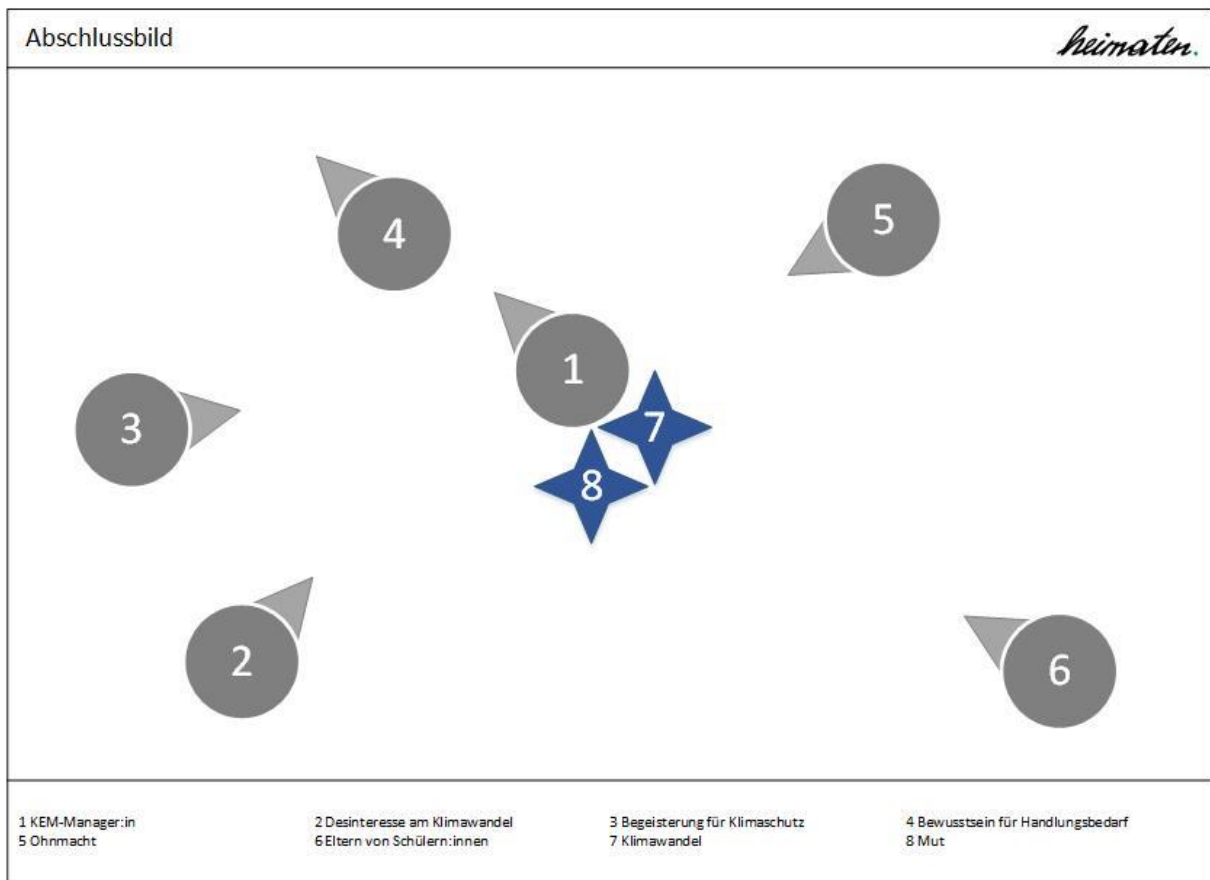 Abschlussbild
heimaten.
4
5
1
3
7
8
2
6
1 KEM-Manager:in 2 Desinteresse am Klimawandel 3 Begeisterung für Klimaschutz 4 Bewusstsein für Handlungsbedarf
5 Ohnmacht 6 Eltern von Schülern:innen 7 Klimawandel 8 Mut